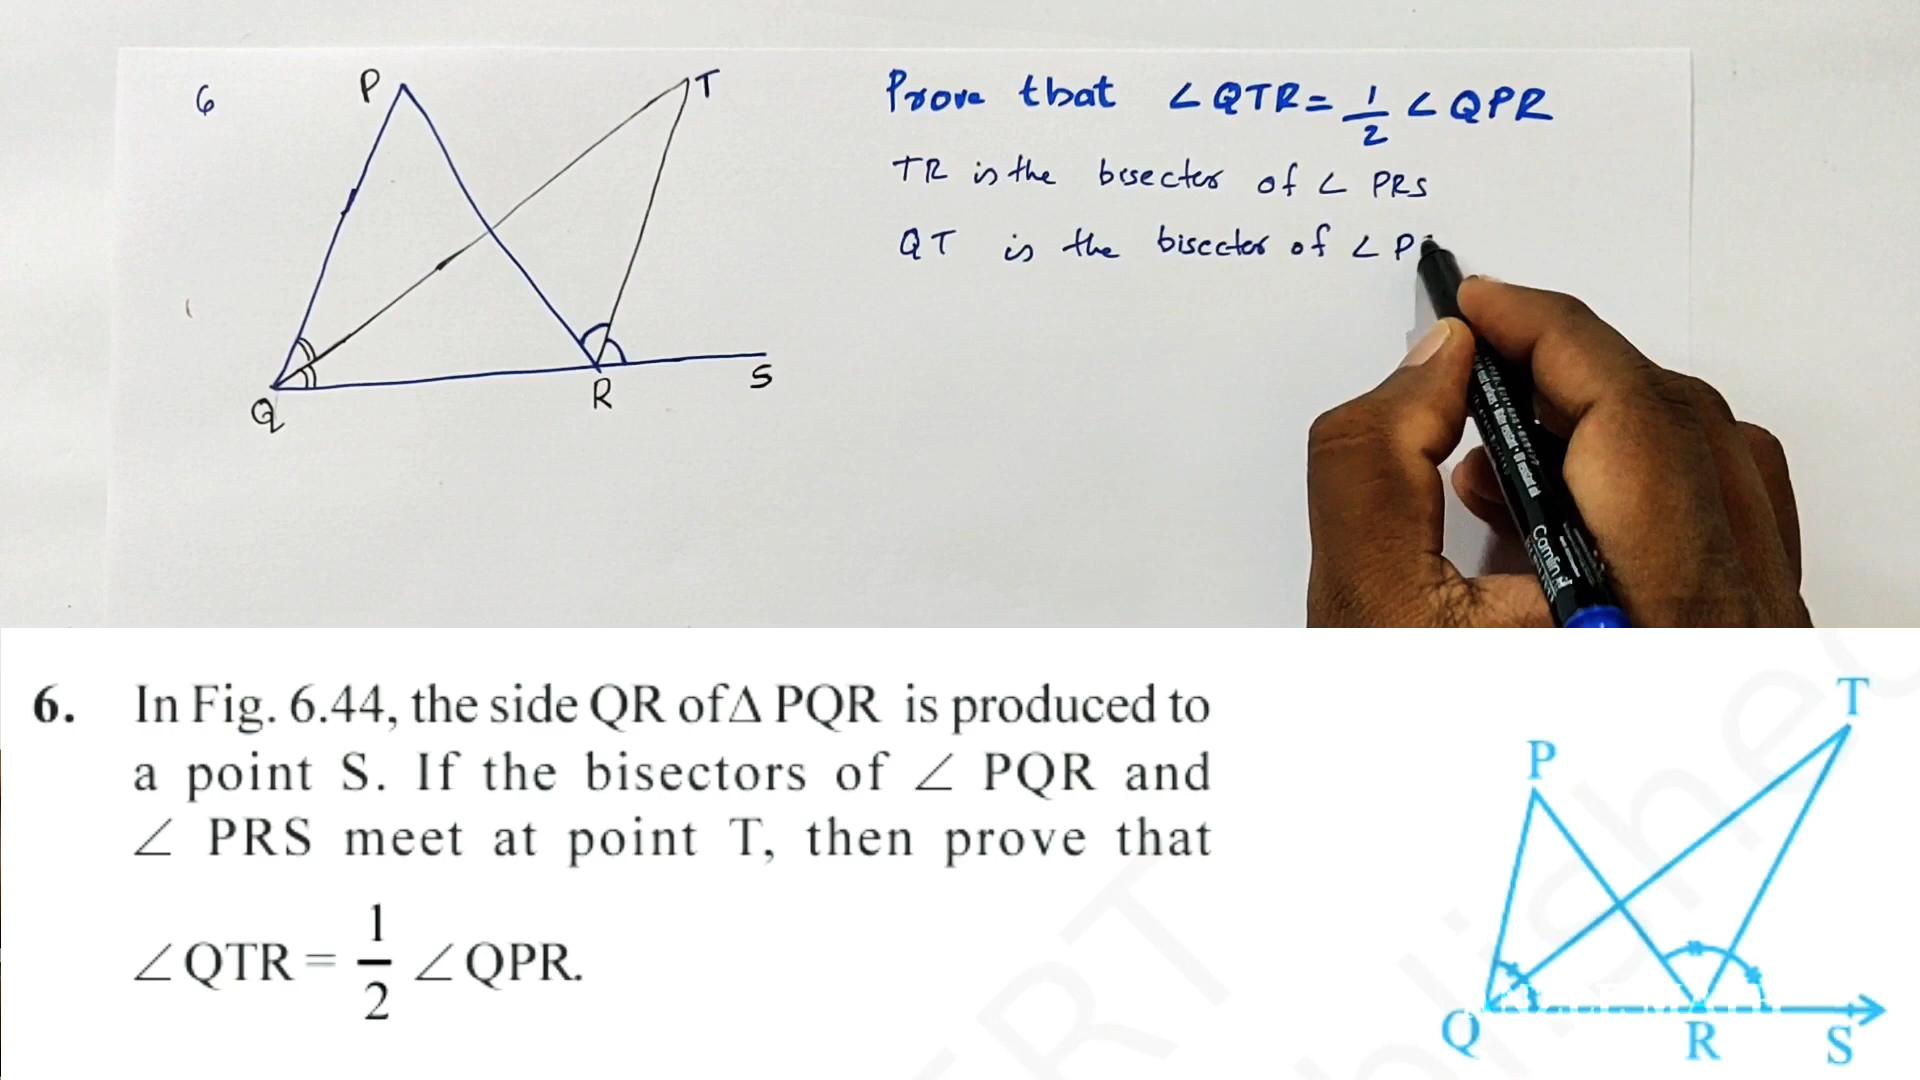 6
P
T
Q
R
S
Prove that ∠QTR = 1/2 ∠QPR
TR is the bisector of ∠ PRS
QT is the bisector of ∠ P
Camlin
6. In Fig. 6.44, the side QR of Δ PQR is produced to
a point S. If the bisectors of ∠ PQR and
∠ PRS meet at point T, then prove that
∠QTR = 1/2 ∠QPR.
T
P
Q
R
S